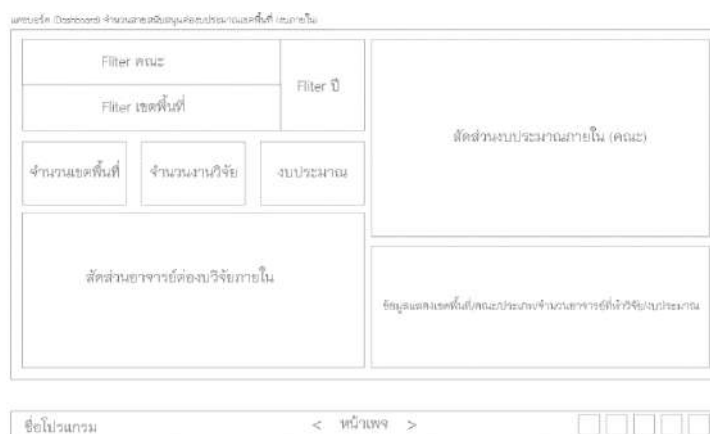 แดชบอร์ด (Dashboard) จำนวนสายสนับสนุนต่องบประมาณเขตพื้นที่ (งบภายใน)
Fliter คณะ
Fliter ปี
Fliter เขตพื้นที่
สัดส่วนงบประมาณภายใน (คณะ)
จำนวนเขตพื้นที่
จำนวนงานวิจัย
งบประมาณ
สัดส่วนอาจารย์ต่องบวิจัยภายใน
ข้อมูลแสดงเขตพื้นที่/คณะ/ประเภท/จำนวนอาจารย์ที่ทำวิจัย/งบประมาณ
ชื่อโปรแกรม
< หน้าเพจ >